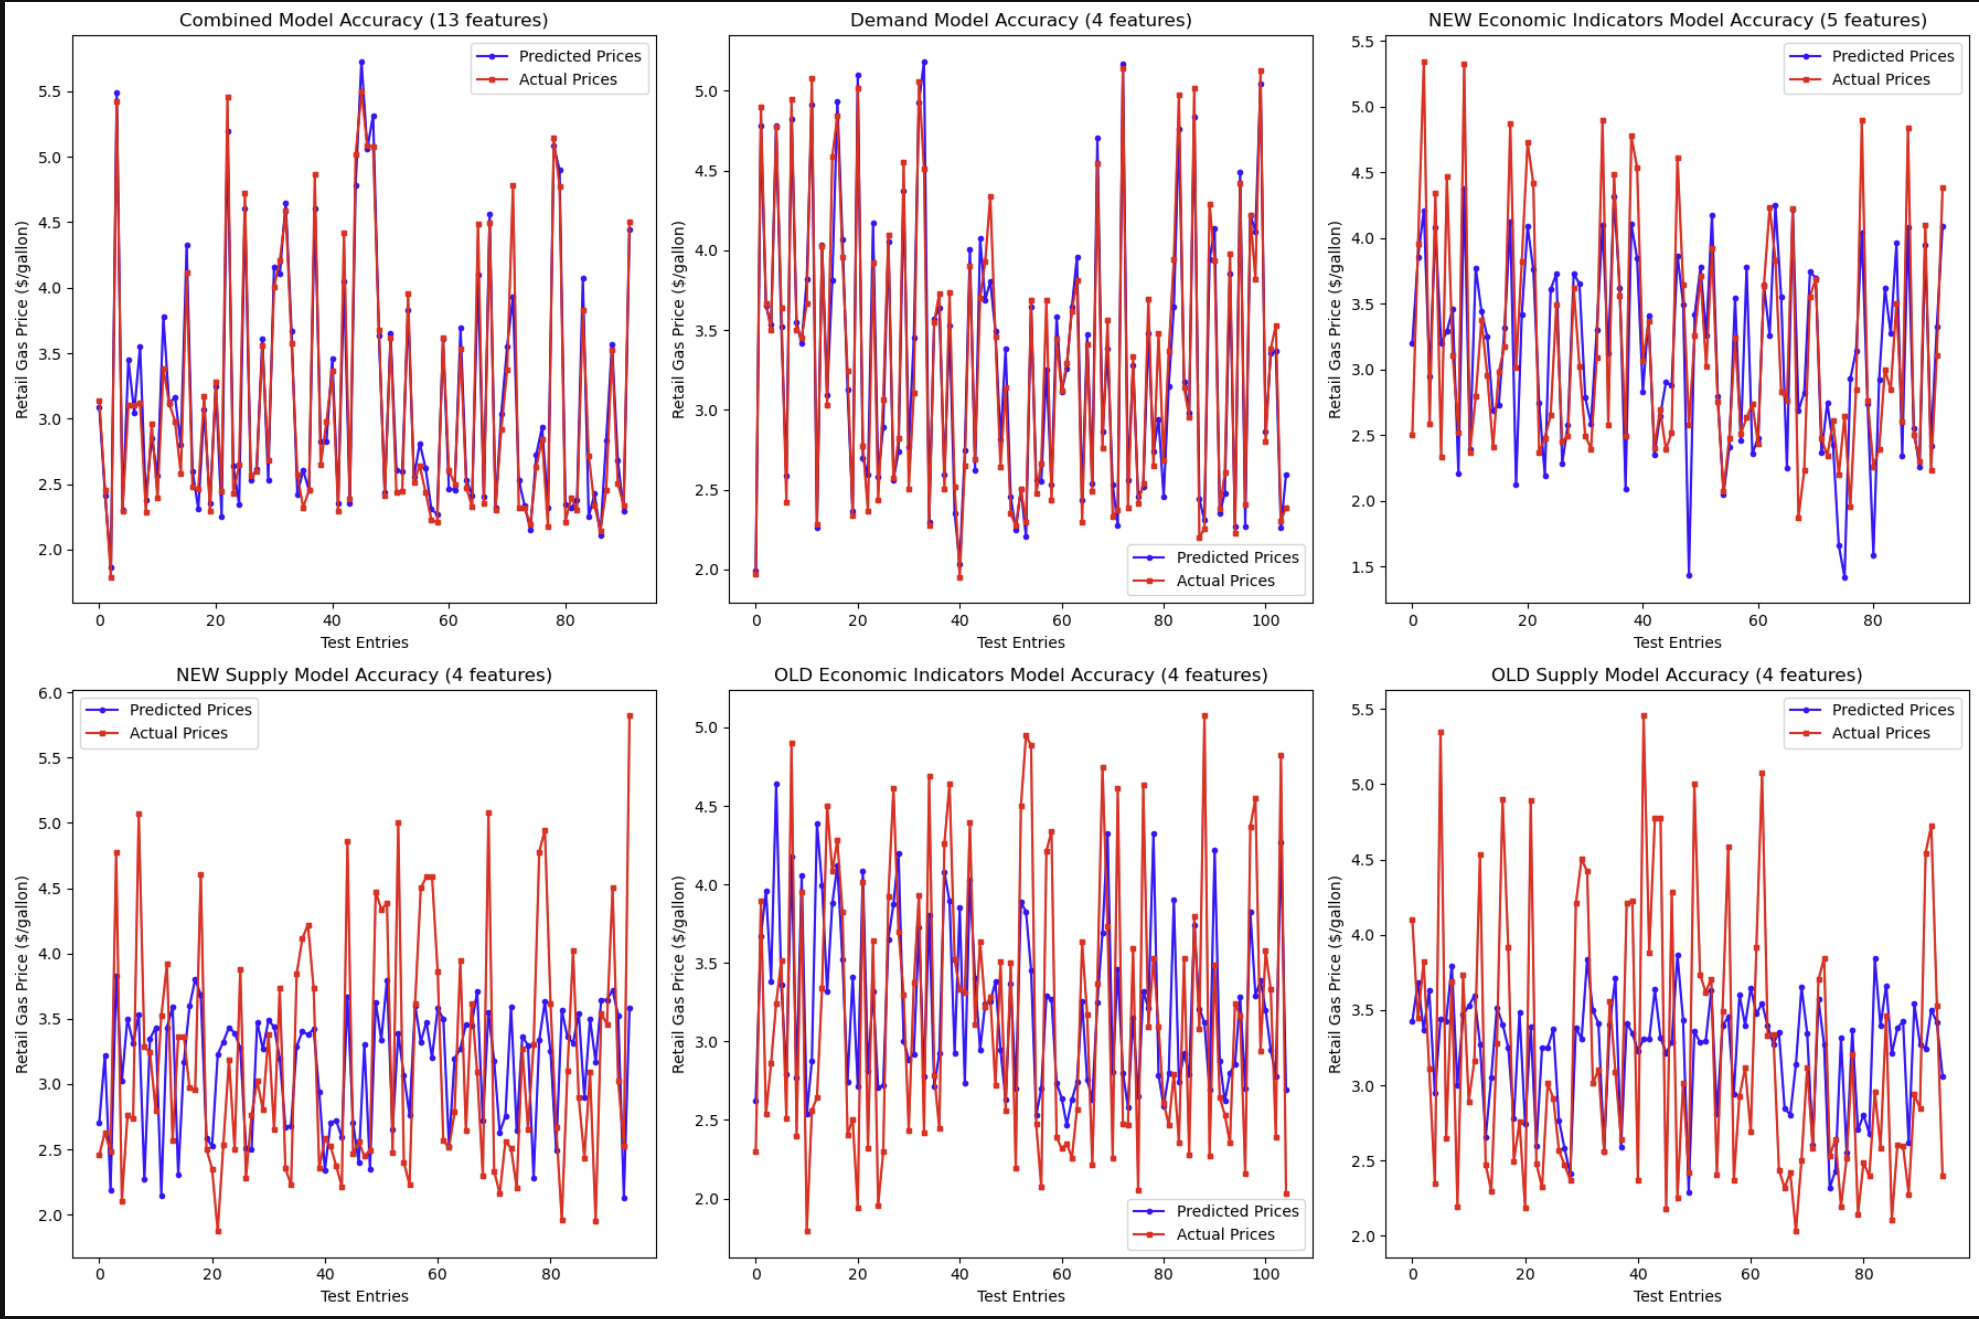 Combined Model Accuracy (13 features)
Retail Gas Price ($/gallon)
5.5
5.0
4.5
4.0
3.5
3.0
2.5
2.0
Predicted Prices
Actual Prices
0 20 40 60 80
Test Entries
Demand Model Accuracy (4 features)
Retail Gas Price ($/gallon)
5.0
4.5
4.0
3.5
3.0
2.5
2.0
Predicted Prices
Actual Prices
0 20 40 60 80 100
Test Entries
NEW Economic Indicators Model Accuracy (5 features)
Retail Gas Price ($/gallon)
5.5
5.0
4.5
4.0
3.5
3.0
2.5
2.0
1.5
Predicted Prices
Actual Prices
0 20 40 60 80
Test Entries
NEW Supply Model Accuracy (4 features)
Retail Gas Price ($/gallon)
6.0
5.5
5.0
4.5
4.0
3.5
3.0
2.5
2.0
Predicted Prices
Actual Prices
0 20 40 60 80
Test Entries
OLD Economic Indicators Model Accuracy (4 features)
Retail Gas Price ($/gallon)
5.0
4.5
4.0
3.5
3.0
2.5
2.0
Predicted Prices
Actual Prices
0 20 40 60 80 100
Test Entries
OLD Supply Model Accuracy (4 features)
Retail Gas Price ($/gallon)
5.5
5.0
4.5
4.0
3.5
3.0
2.5
2.0
Predicted Prices
Actual Prices
0 20 40 60 80
Test Entries